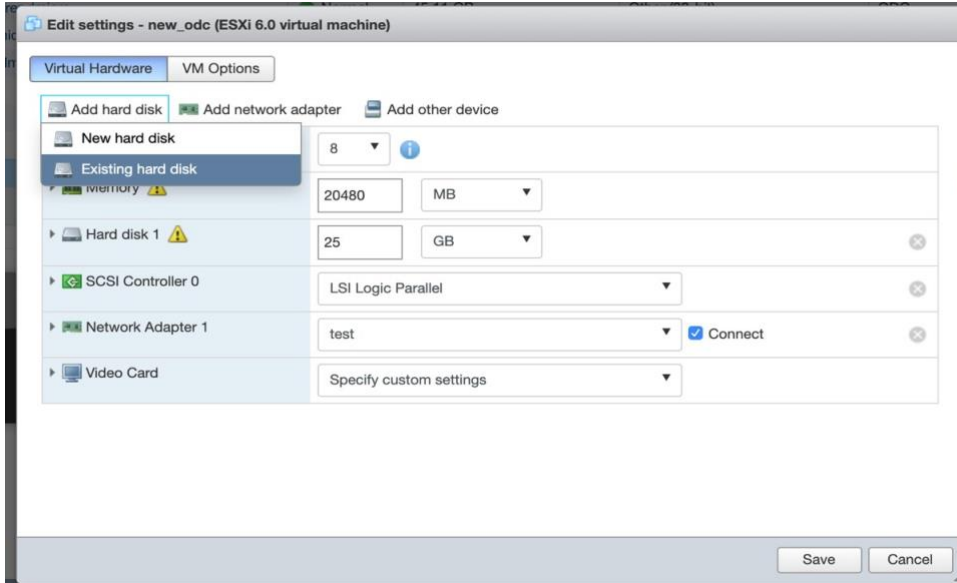 Edit settings - new_odc (ESXi 6.0 virtual machine)
Virtual Hardware VM Options
Add hard disk Add network adapter Add other device
New hard disk
8
Existing hard disk
Memory 20480 MB
Hard disk 1 25 GB
SCSI Controller 0 LSI Logic Parallel
Network Adapter 1 test Connect
Video Card Specify custom settings
Save Cancel